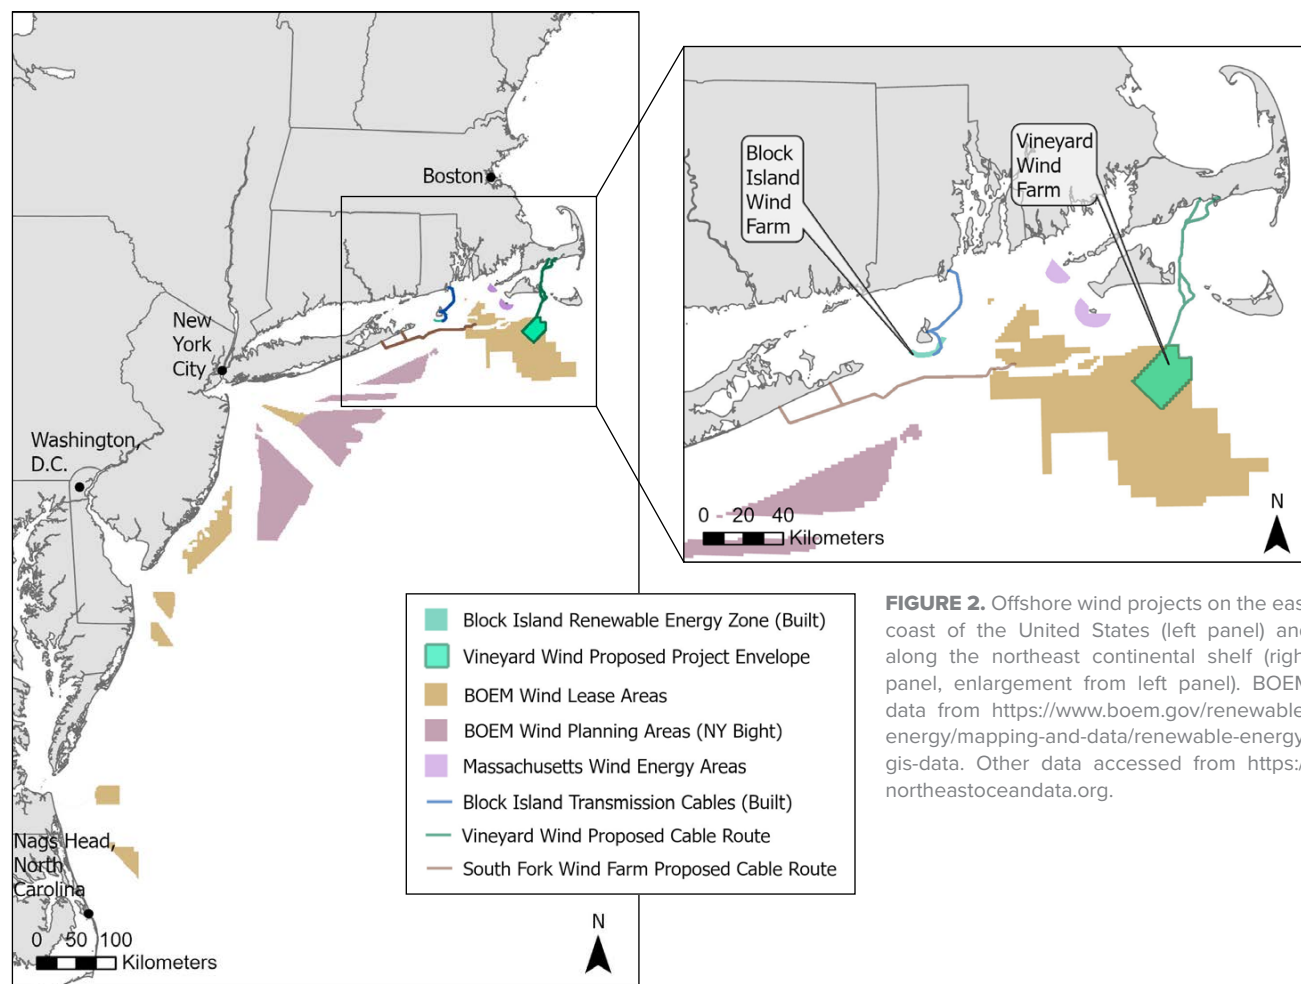 Boston
New
York
City
Washington,
D.C.
Nags Head,
North
Carolina
0 50 100
Kilometers
N
Block
Island
Wind
Farm
Vineyard
Wind
Farm
0 20 40
Kilometers
N
Block Island Renewable Energy Zone (Built)
Vineyard Wind Proposed Project Envelope
BOEM Wind Lease Areas
BOEM Wind Planning Areas (NY Bight)
Massachusetts Wind Energy Areas
Block Island Transmission Cables (Built)
Vineyard Wind Proposed Cable Route
South Fork Wind Farm Proposed Cable Route
FIGURE 2. Offshore wind projects on the eas
coast of the United States (left panel) and
along the northeast continental shelf (righ
panel, enlargement from left panel). BOEM
data from https://www.boem.gov/renewable
energy/mapping-and-data/renewable-energy
gis-data. Other data accessed from https:/
northeastoceandata.org.